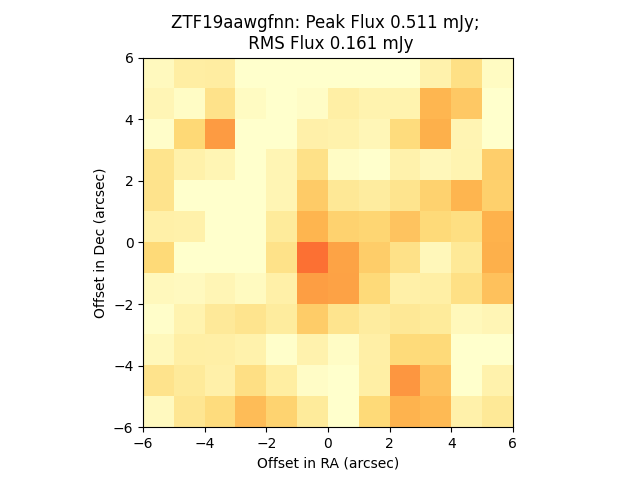 ZTF19aawgfnn: Peak Flux 0.511 mJy;
RMS Flux 0.161 mJy
6
4
2
0
−2
−4
−6
Offset in Dec (arcsec)
−6 −4 −2 0 2 4 6
Offset in RA (arcsec)